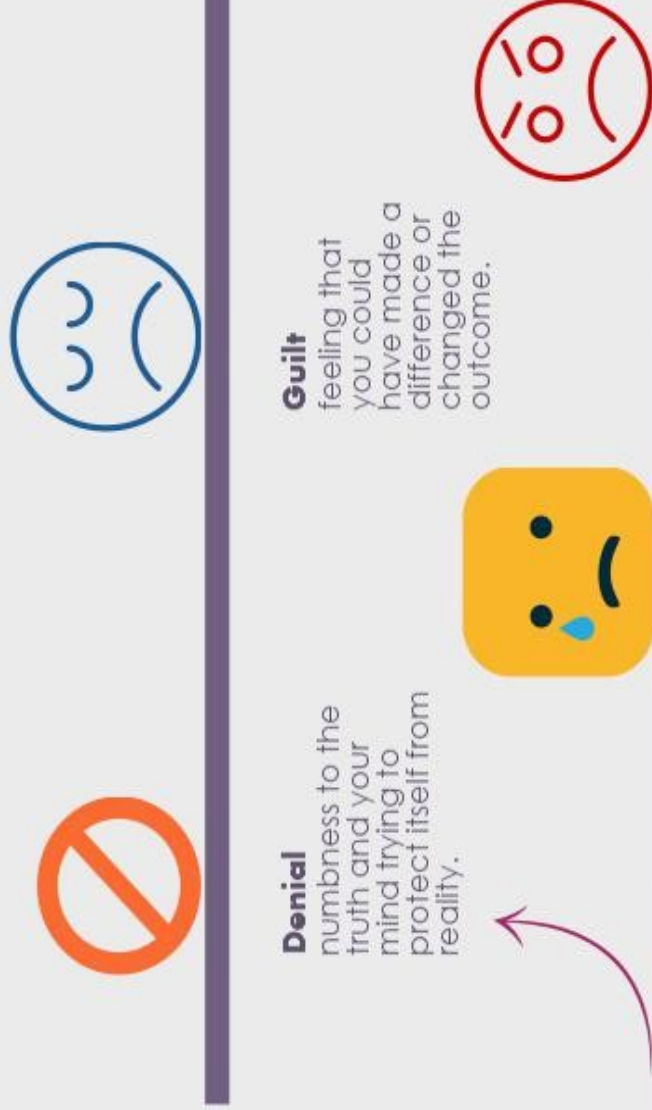 Denial
numbness to the
truth and your
mind trying to
protect itself from
reality.
Guilt
feeling that
you could
have made a
difference or
changed the
outcome.